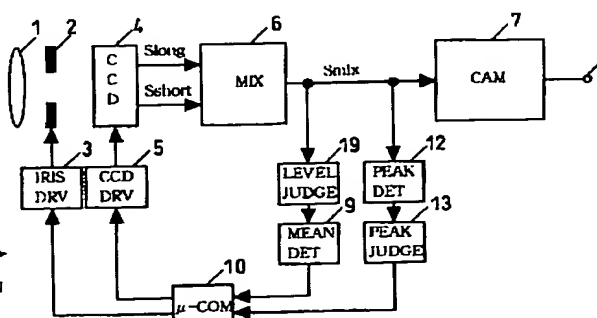 1
2
4
6
7
C
C
D
Slong
Sshort
MIX
Smix
CAM
3
5
IRIS
DRV
CCD
DRV
19
LEVEL
JUDGE
12
PEAK
DET
9
MEAN
DET
13
PEAK
JUDGE
10
μ-COM